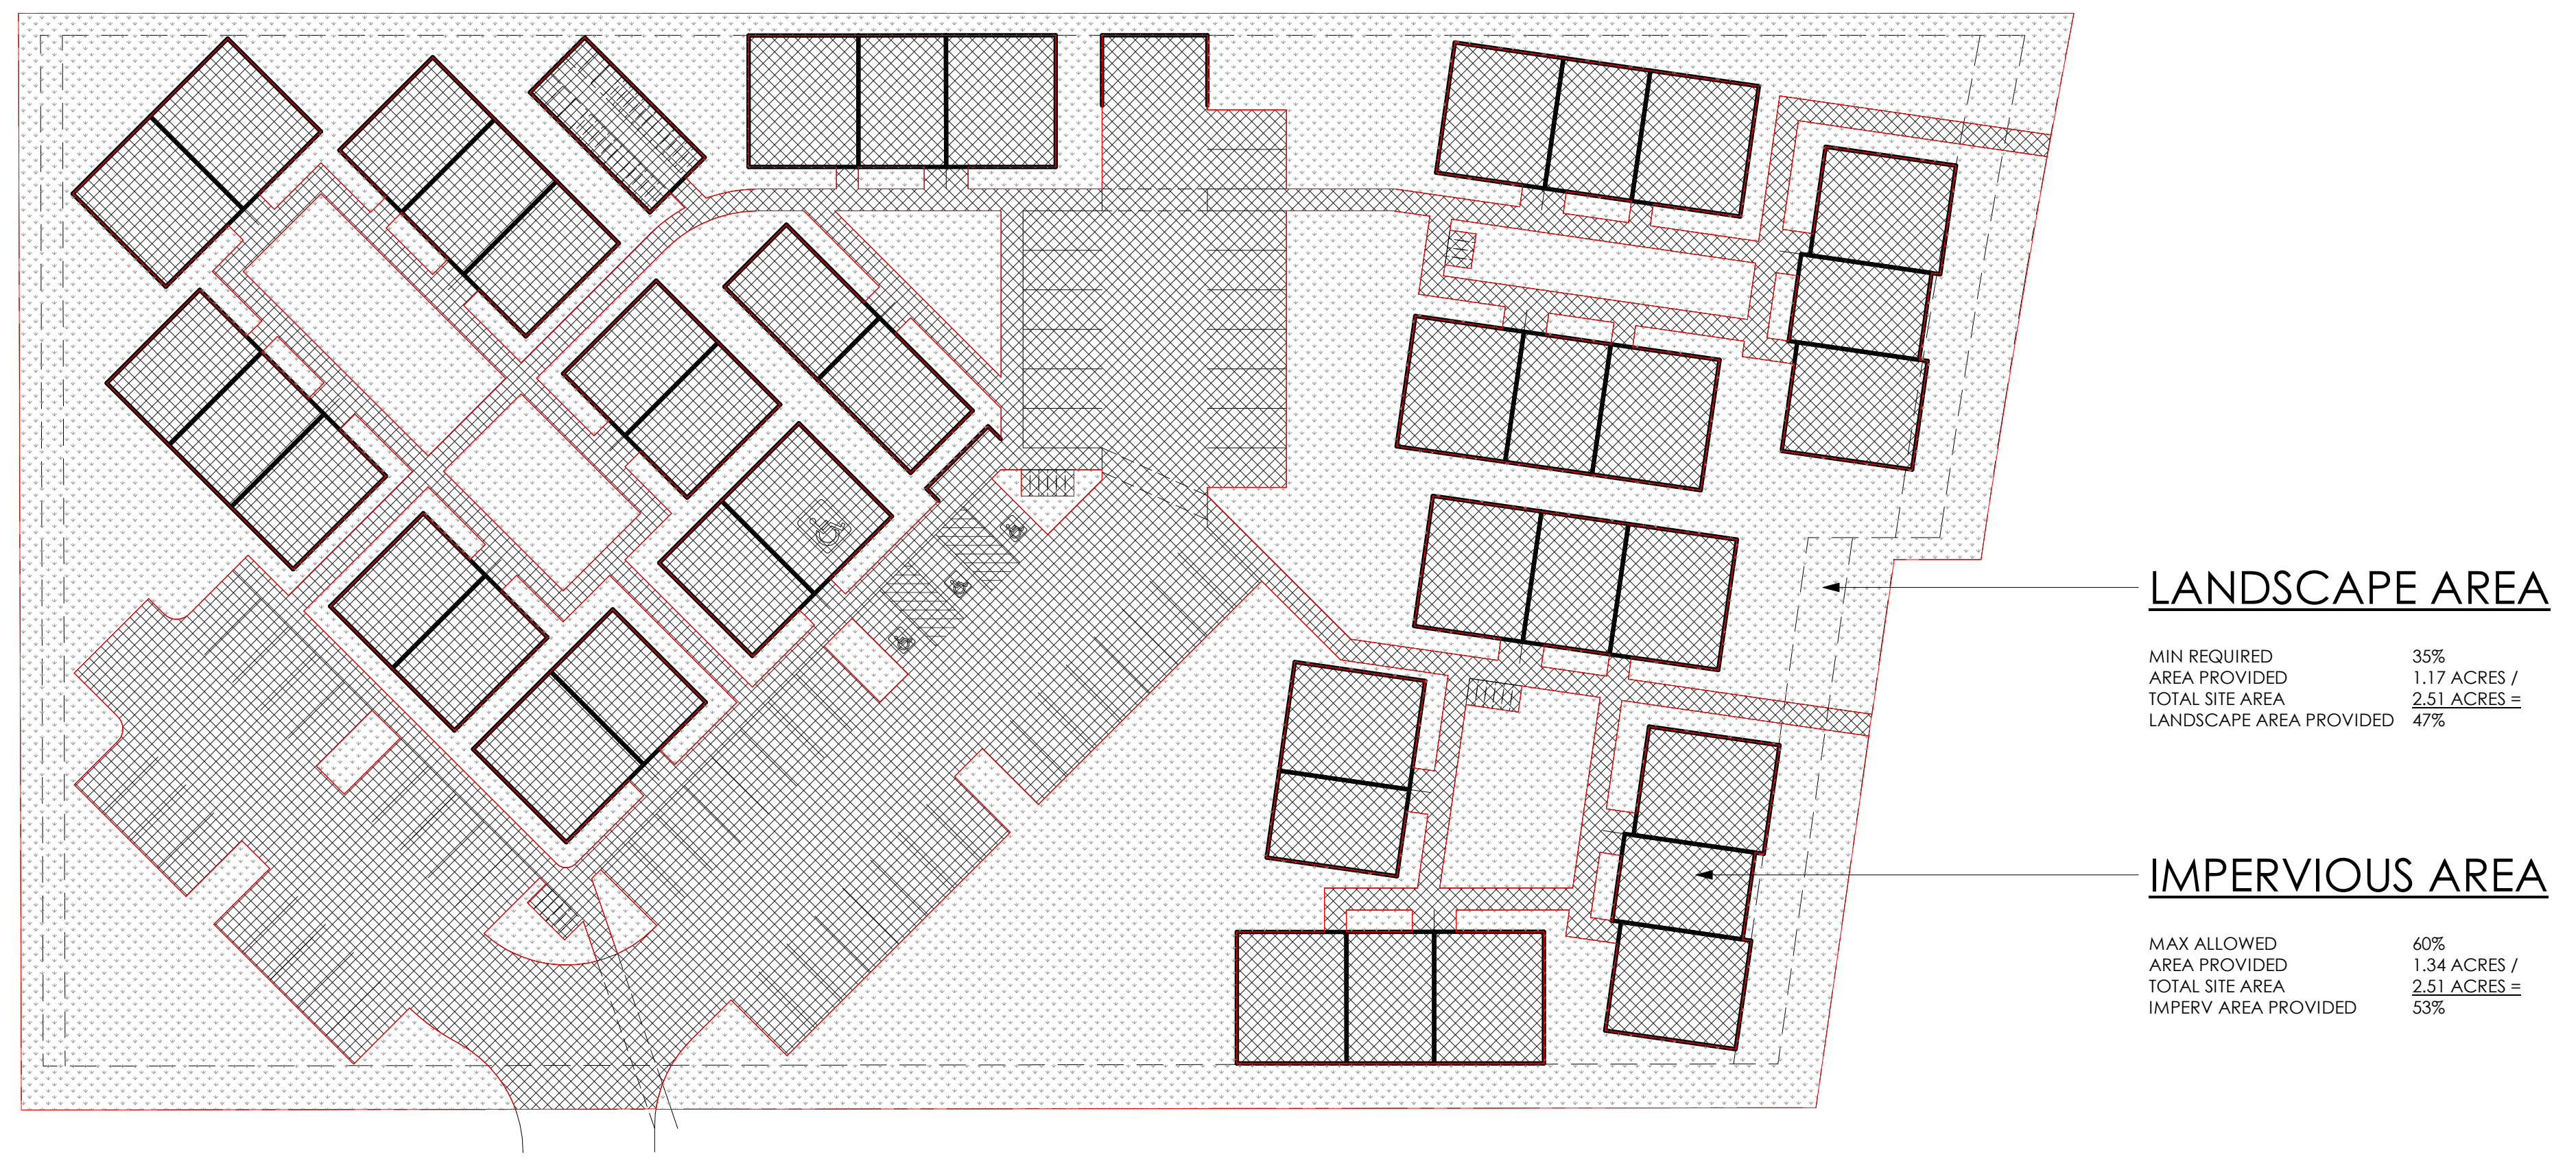 LANDSCAPE AREA
MIN REQUIRED 35%
AREA PROVIDED 1.17 ACRES /
TOTAL SITE AREA 2.51 ACRES =
LANDSCAPE AREA PROVIDED 47%
IMPERVIOUS AREA
MAX ALLOWED 60%
AREA PROVIDED 1.34 ACRES /
TOTAL SITE AREA 2.51 ACRES =
IMPERV AREA PROVIDED 53%